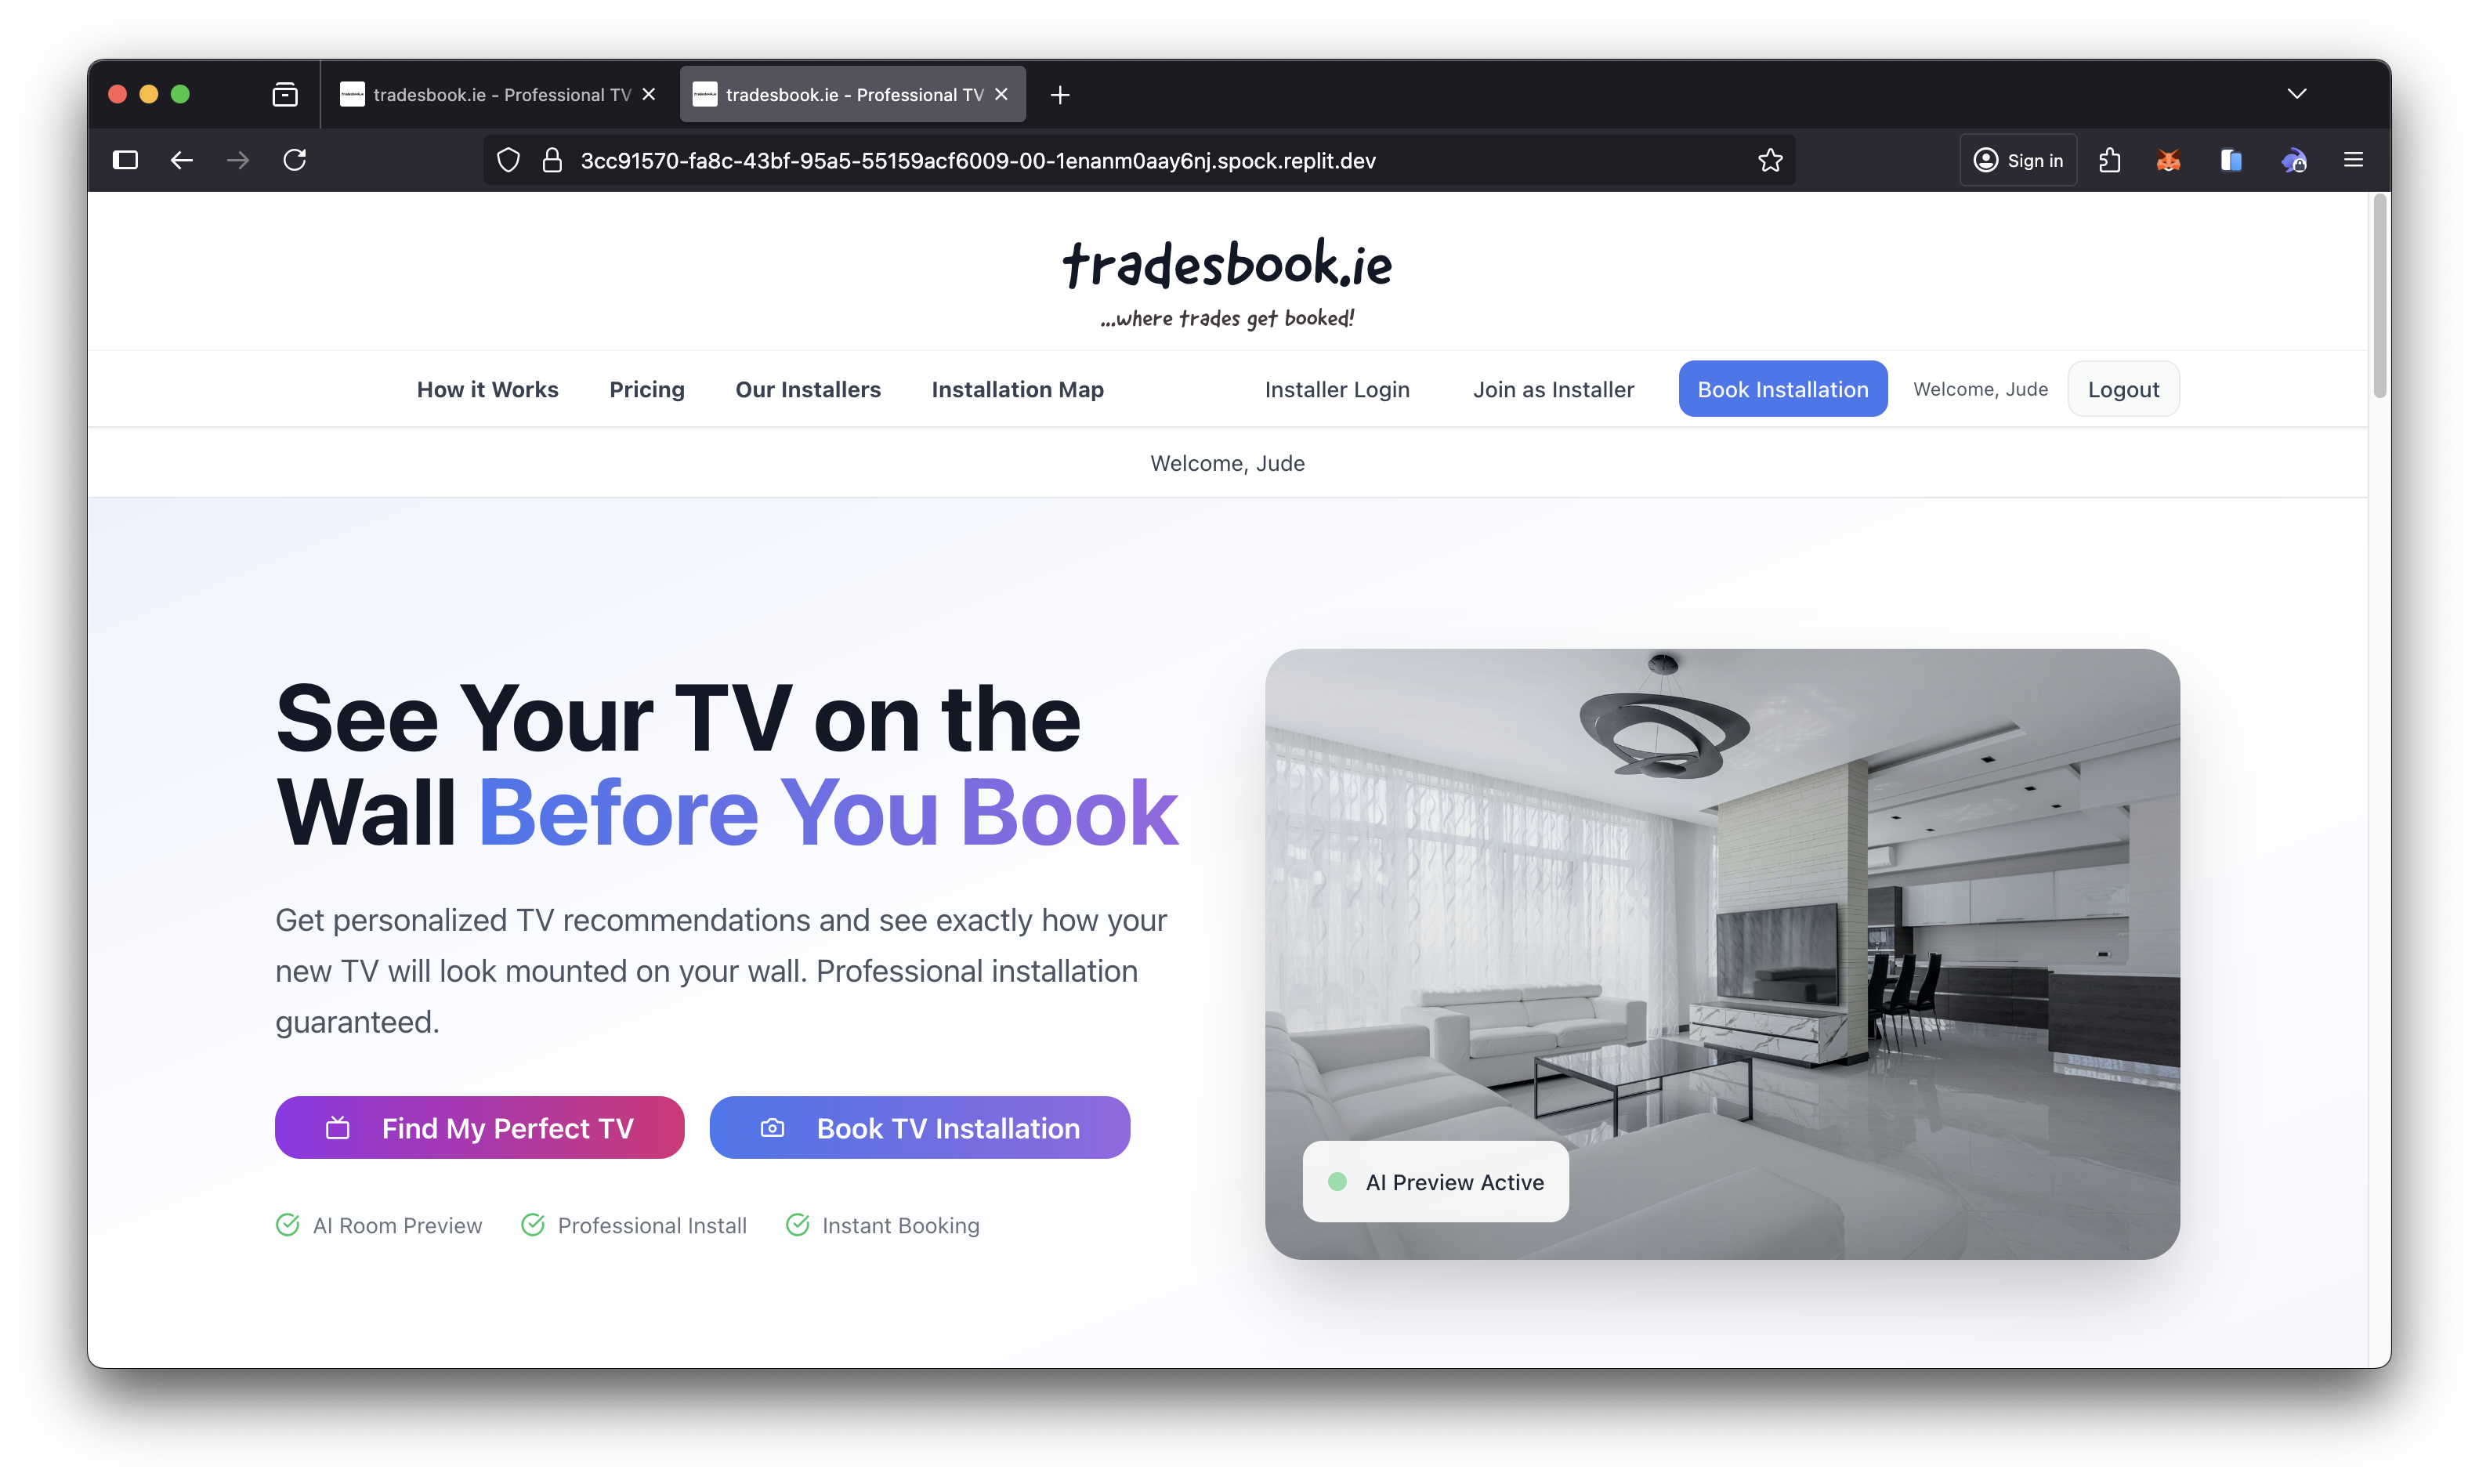 tradesbook.ie - Professional TV
tradesbook.ie - Professional TV
3cc91570-fa8c-43bf-95a5-55159acf6009-00-1enanm0aay6nj.spock.replit.dev
Sign in
tradesbook.ie
...where trades get booked!
How it Works
Pricing
Our Installers
Installation Map
Installer Login
Join as Installer
Book Installation
Welcome, Jude
Logout
Welcome, Jude
See Your TV on the
Wall Before You Book
Get personalized TV recommendations and see exactly how your
new TV will look mounted on your wall. Professional installation
guaranteed.
Find My Perfect TV
Book TV Installation
AI Room Preview
Professional Install
Instant Booking
AI Preview Active